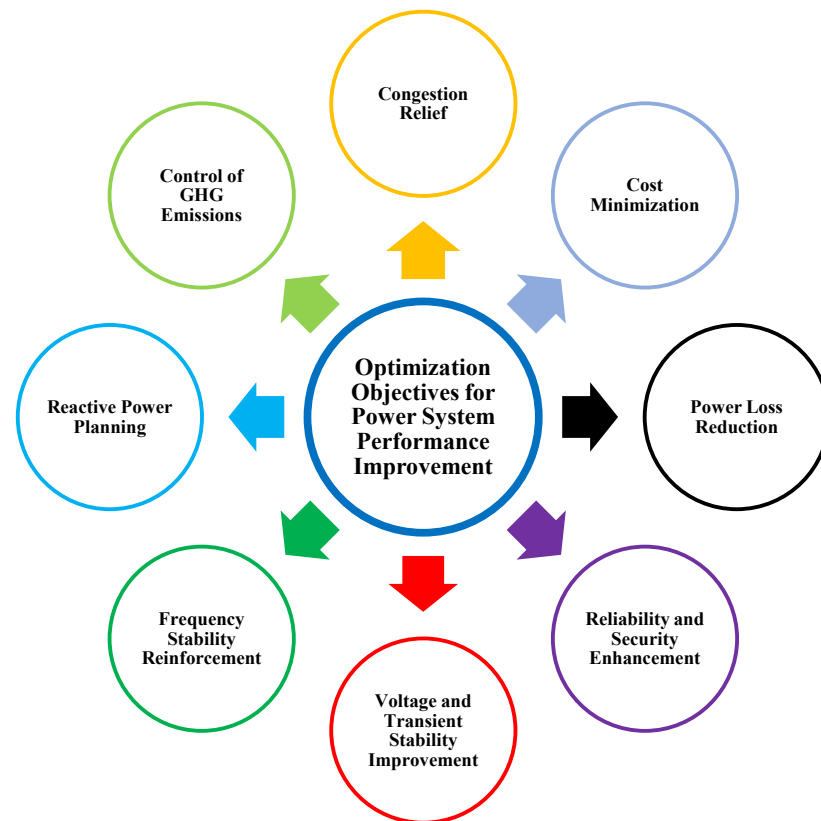 Congestion
Relief
Cost
Minimization
Power Loss
Reduction
Reliability and
Security
Enhancement
Voltage and
Transient
Stability
Improvement
Frequency
Stability
Reinforcement
Reactive Power
Planning
Control of
GHG
Emissions
Optimization
Objectives for
Power System
Performance
Improvement